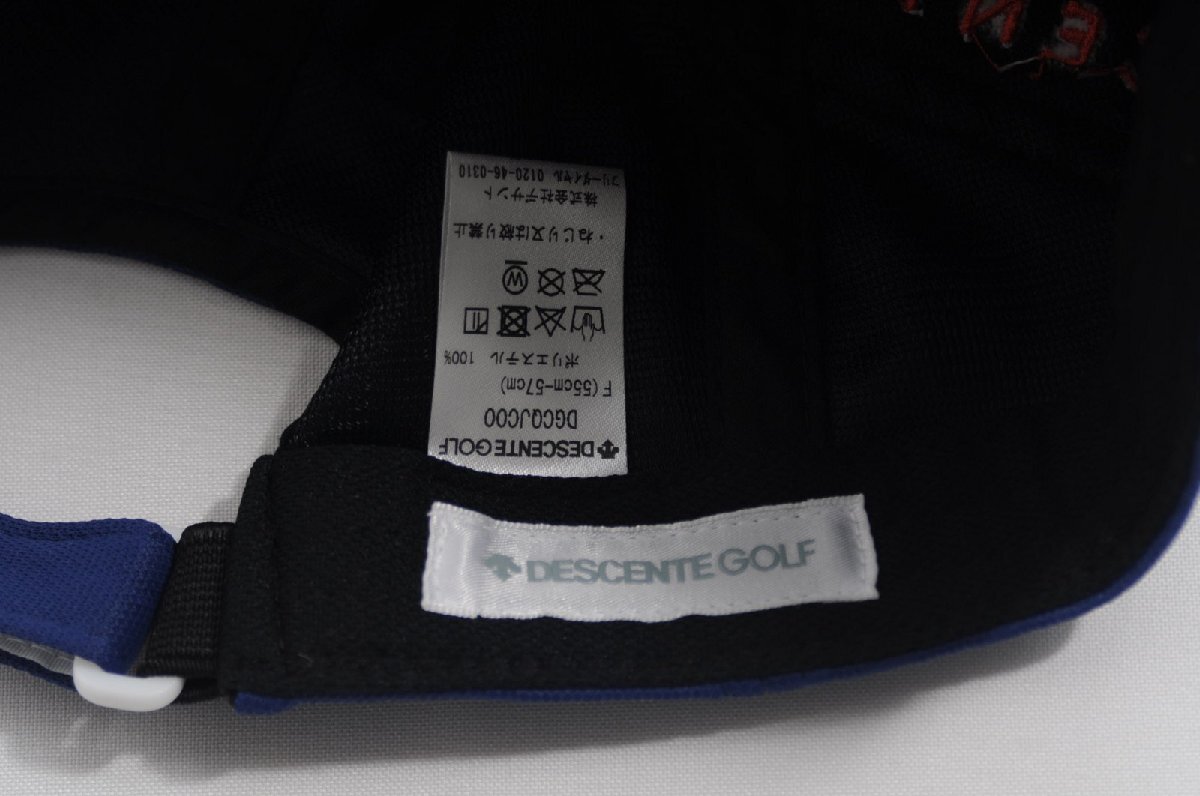 DESCENTE GOLF
DGCQJC00
F(55cm-57cm)
ポリエステル 100%
W
・ねじり又は絞り禁止
株式会社デサント
フリーダイヤル 0120-46-0310
DESCENTE GOLF
EN